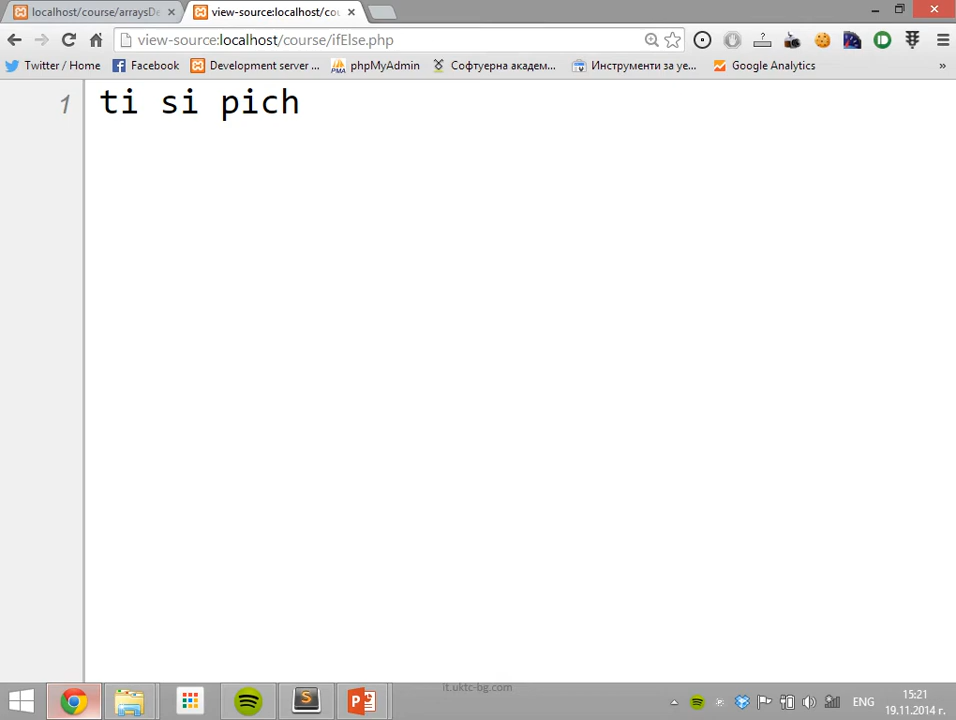 localhost/course/arraysDe
view-source:localhost/cou
view-source:localhost/course/ifElse.php
Twitter / Home
Facebook
Development server ...
phpMyAdmin
Софтуерна академ...
Инструменти за уе...
Google Analytics
»
1 ti si pich
it.uktc-bg.com
ENG
15:21
19.11.2014 г.